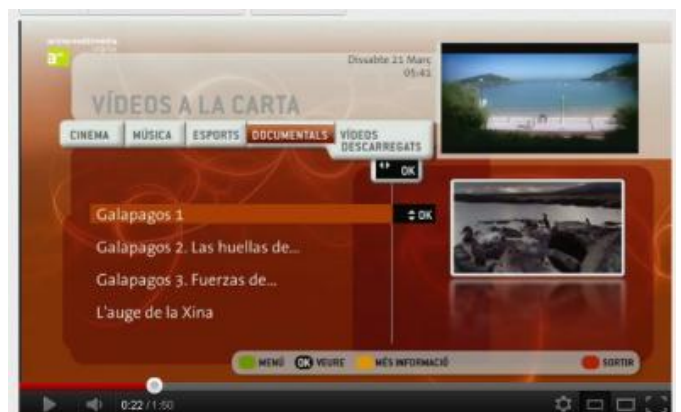 Dissabte 21 Març
05:41
VÍDEOS A LA CARTA
CINEMA MÚSICA ESPORTS DOCUMENTALS VÍDEOS DESCARREGATS
OK
Galapagos 1 OK
Galapagos 2. Las huellas de...
Galapagos 3. Fuerzas de...
L'auge de la Xina
MENÚ OK VEURE MÉS INFORMACIÓ SORTIR
0:22 / 1:50